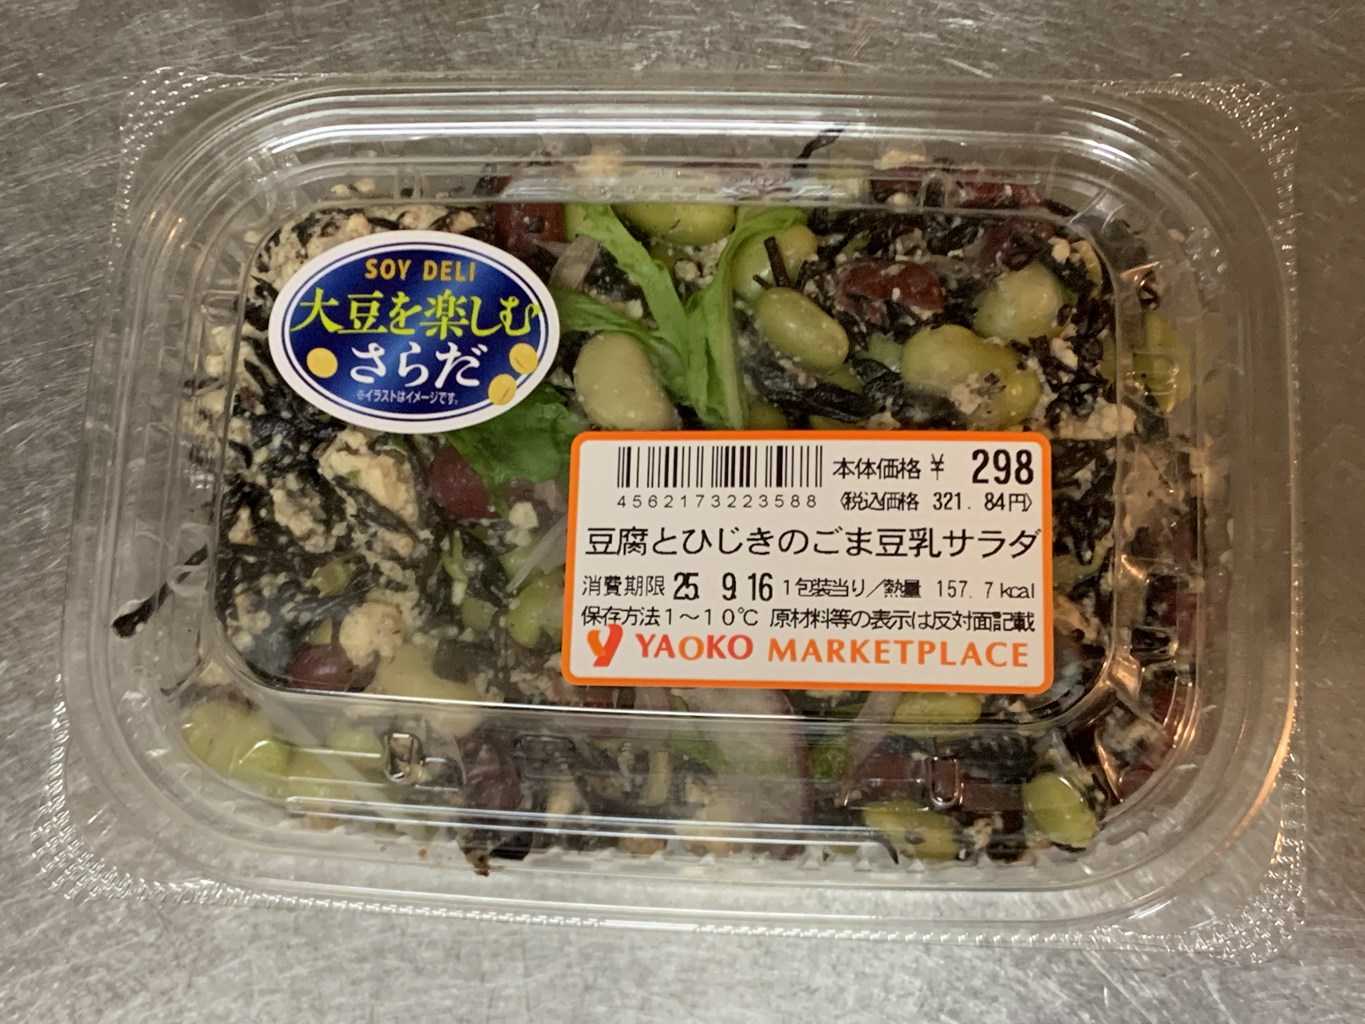 SOY DELI
大豆を楽しむ
さらだ
※イラストはイメージです。
本体価格 ¥ 298
4562173223588 (税込価格 321.84円)
豆腐とひじきのごま豆乳サラダ
消費期限 25. 9.16 1包装当り/熱量 157.7kcal
保存方法1~10℃ 原材料等の表示は反対面記載
YAOKO MARKETPLACE